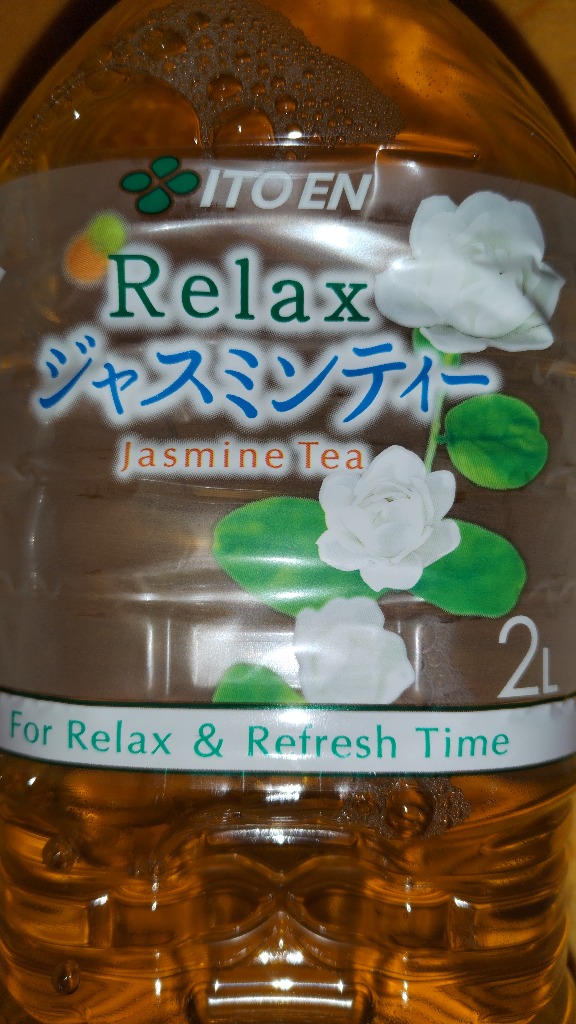 ITO EN
Relax
ジャスミンティー
Jasmine Tea
2L
For Relax & Refresh Time